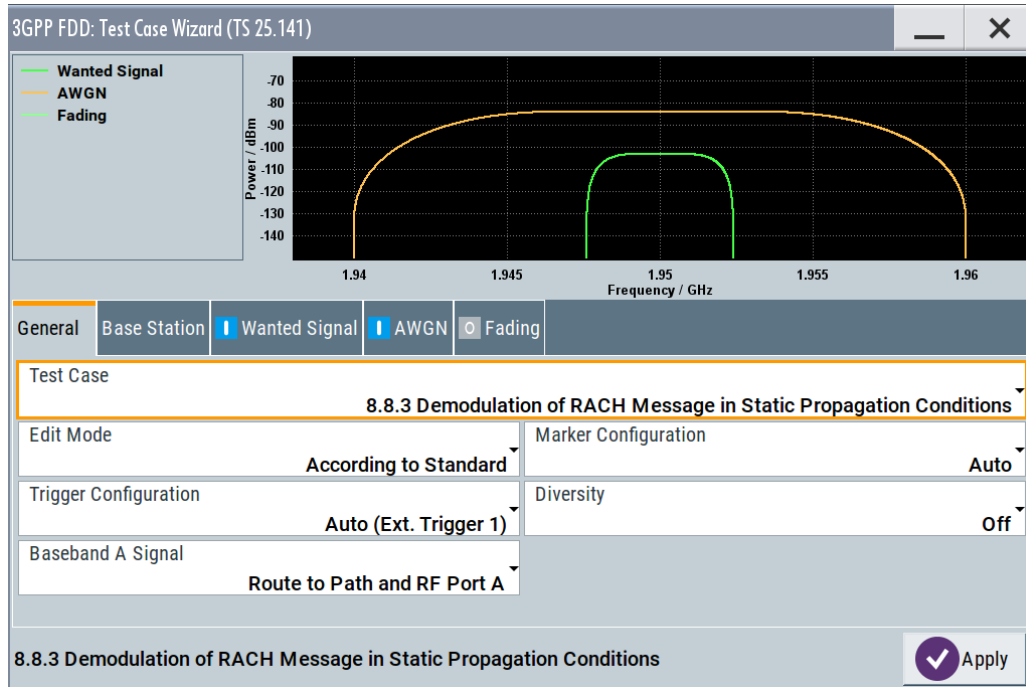 3GPP FDD: Test Case Wizard (TS 25.141)
Wanted Signal
AWGN
Fading
Power / dBm
-70
-80
-90
-100
-110
-120
-130
-140
1.94 1.945 1.95 1.955 1.96
Frequency / GHz
General Base Station Wanted Signal AWGN Fading
Test Case
8.8.3 Demodulation of RACH Message in Static Propagation Conditions
Edit Mode
According to Standard
Marker Configuration
Auto
Trigger Configuration
Auto (Ext. Trigger 1)
Diversity
Off
Baseband A Signal
Route to Path and RF Port A
8.8.3 Demodulation of RACH Message in Static Propagation Conditions
Apply